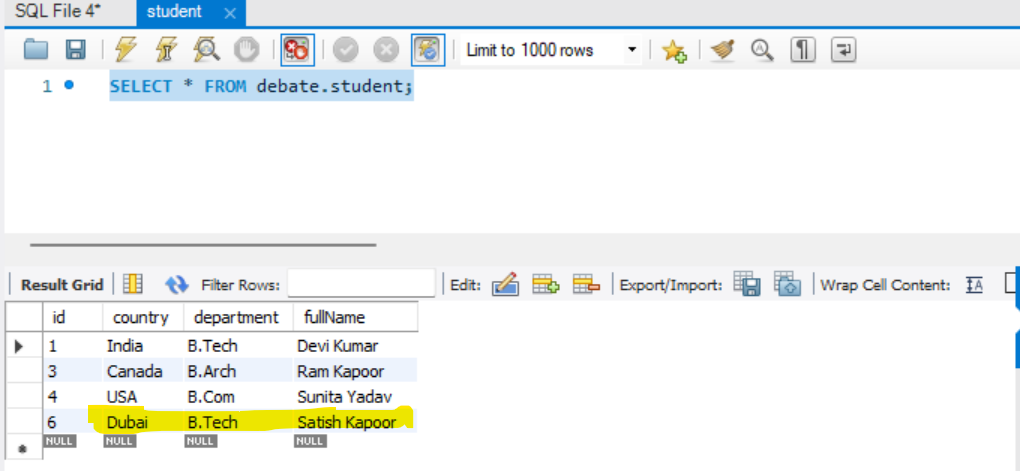 SQL File 4* student ×
Limit to 1000 rows
1 SELECT * FROM debate.student;
Result Grid Filter Rows: Edit: Export/Import: Wrap Cell Content: IA
id country department fullName
1 India B.Tech Devi Kumar
3 Canada B.Arch Ram Kapoor
4 USA B.Com Sunita Yadav
6 Dubai B.Tech Satish Kapoor
NULL NULL NULL NULL